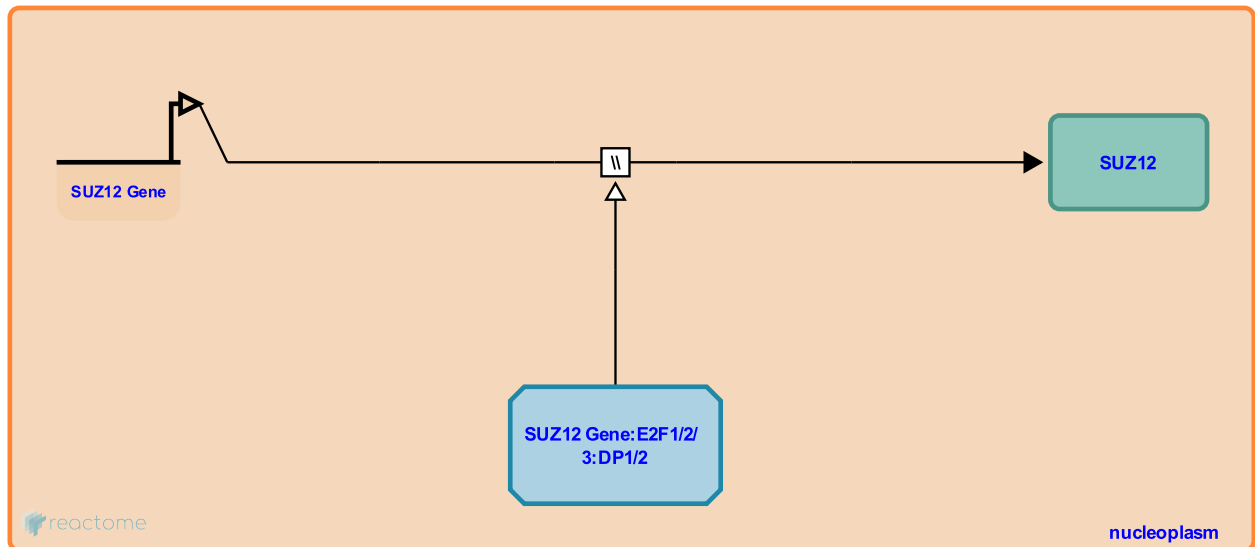 SUZ12 Gene
\\
SUZ12
SUZ12 Gene:E2F1/2/
3:DP1/2
reactome
nucleoplasm